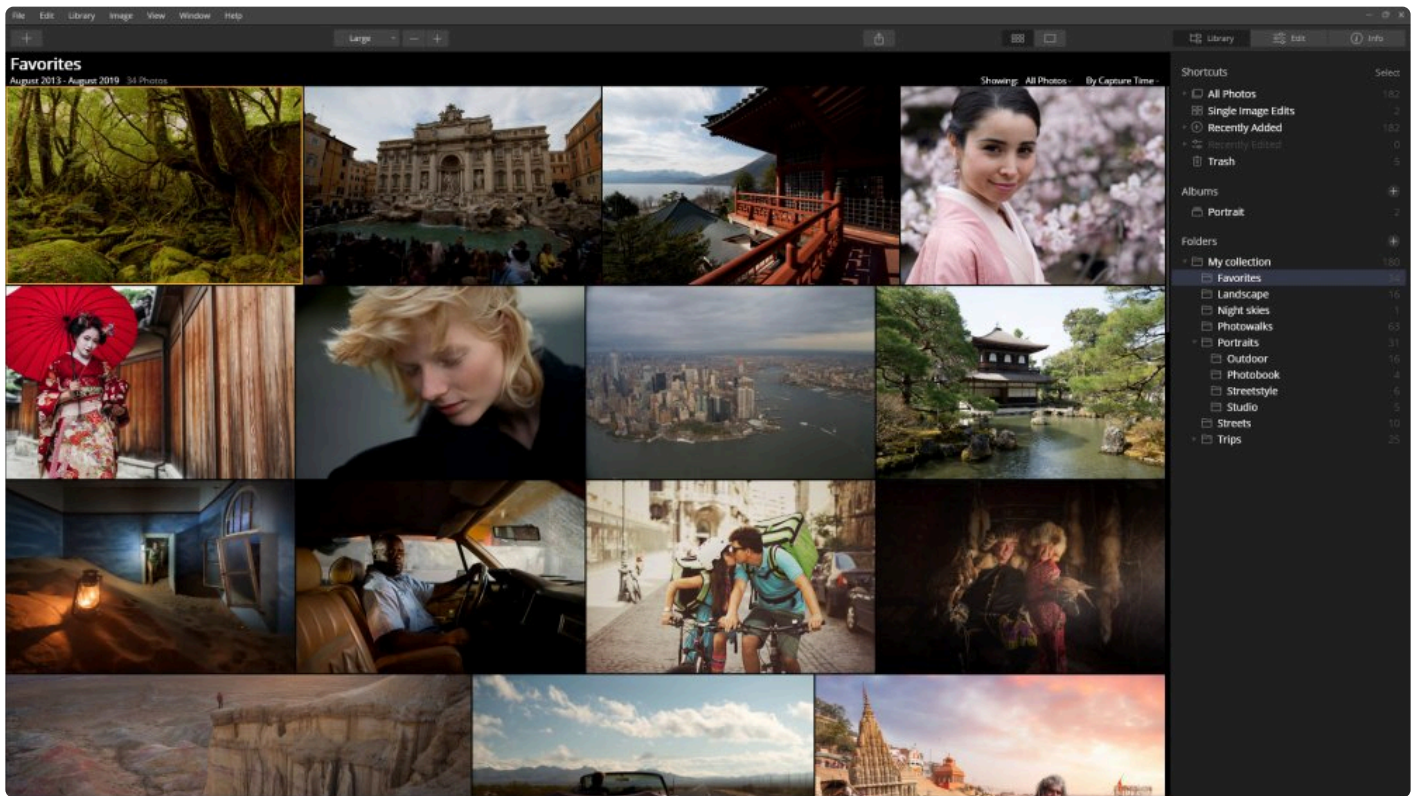 File Edit Library Image View Window Help
Large
Library Edit Info
Favorites
August 2013 - August 2019 34 Photos
Showing: All Photos By Capture Time
Shortcuts Select
All Photos 182
Single Image Edits 2
Recently Added 182
Recently Edited 0
Trash 5
Albums
Portrait 2
Folders
My collection 180
Favorites 34
Landscape 16
Night skies 1
Photowalks 63
Portraits 31
Outdoor 16
Photobook 4
Streetstyle 6
Studio 5
Streets 10
Trips 25